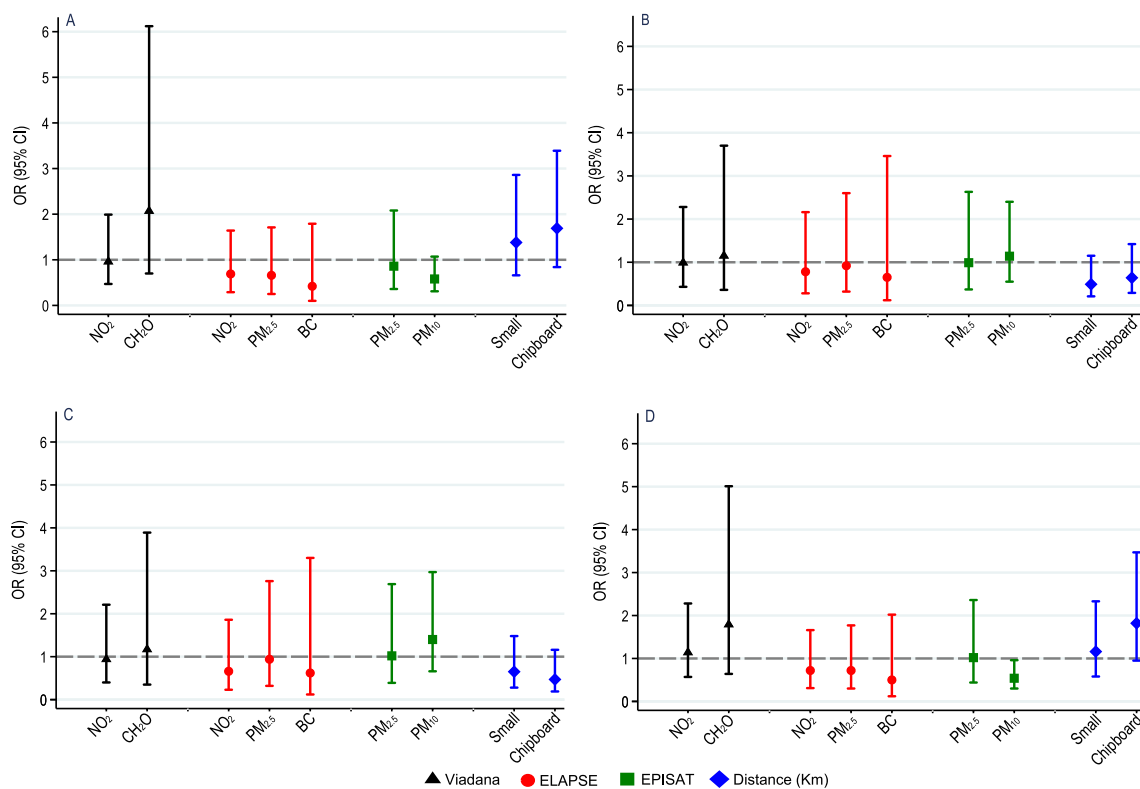 A
OR (95% CI)
6
5
4
3
2
1
0
NO₂ CH₂O NO₂ PM₂.₅ BC PM₂.₅ PM₁₀ Small Chipboard
B
OR (95% CI)
6
5
4
3
2
1
0
NO₂ CH₂O NO₂ PM₂.₅ BC PM₂.₅ PM₁₀ Small Chipboard
C
OR (95% CI)
6
5
4
3
2
1
0
NO₂ CH₂O NO₂ PM₂.₅ BC PM₂.₅ PM₁₀ Small Chipboard
D
OR (95% CI)
6
5
4
3
2
1
0
NO₂ CH₂O NO₂ PM₂.₅ BC PM₂.₅ PM₁₀ Small Chipboard
Viadana ELAPSE EPISAT Distance (Km)